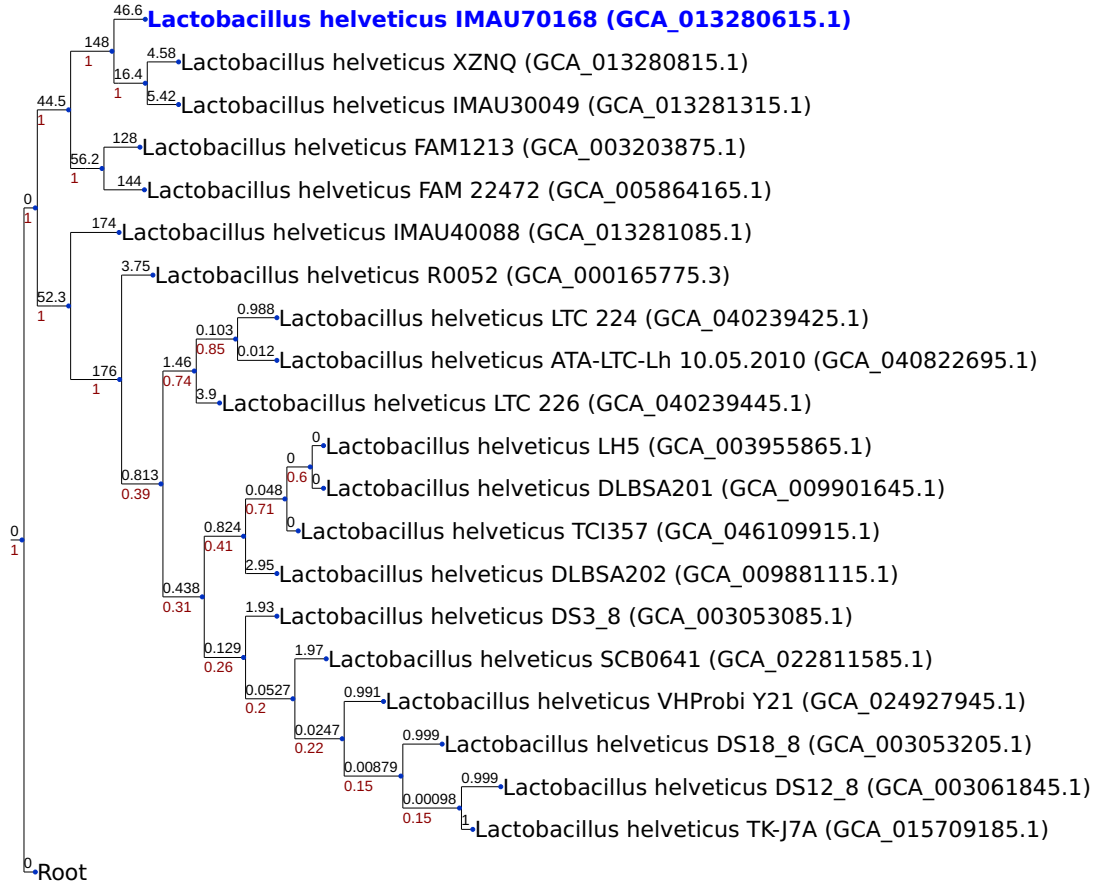 46.6 Lactobacillus helveticus IMAU70168 (GCA_013280615.1)
148
1
4.58 Lactobacillus helveticus XZNQ (GCA_013280815.1)
16.4
1
5.42 Lactobacillus helveticus IMAU30049 (GCA_013281315.1)
44.5
1
128 Lactobacillus helveticus FAM1213 (GCA_003203875.1)
56.2
1
144 Lactobacillus helveticus FAM 22472 (GCA_005864165.1)
0
1
174 Lactobacillus helveticus IMAU40088 (GCA_013281085.1)
3.75 Lactobacillus helveticus R0052 (GCA_000165775.3)
52.3
1
0.988 Lactobacillus helveticus LTC 224 (GCA_040239425.1)
0.103
0.85
0.012 Lactobacillus helveticus ATA-LTC-Lh 10.05.2010 (GCA_040822695.1)
1.46
0.74
176
1
3.9 Lactobacillus helveticus LTC 226 (GCA_040239445.1)
0 Lactobacillus helveticus LH5 (GCA_003955865.1)
0
0.6
0 Lactobacillus helveticus DLBSA201 (GCA_009901645.1)
0.813
0.39
0.048
0.71
0 Lactobacillus helveticus TCI357 (GCA_046109915.1)
0.824
0.41
0
1
2.95 Lactobacillus helveticus DLBSA202 (GCA_009881115.1)
0.438
0.31
1.93 Lactobacillus helveticus DS3_8 (GCA_003053085.1)
0.129
0.26
1.97 Lactobacillus helveticus SCB0641 (GCA_022811585.1)
0.0527
0.2
0.991 Lactobacillus helveticus VHProbi Y21 (GCA_024927945.1)
0.0247
0.22
0.999 Lactobacillus helveticus DS18_8 (GCA_003053205.1)
0.00879
0.15
0.999 Lactobacillus helveticus DS12_8 (GCA_003061845.1)
0.00098
0.15
1 Lactobacillus helveticus TK-J7A (GCA_015709185.1)
0 Root